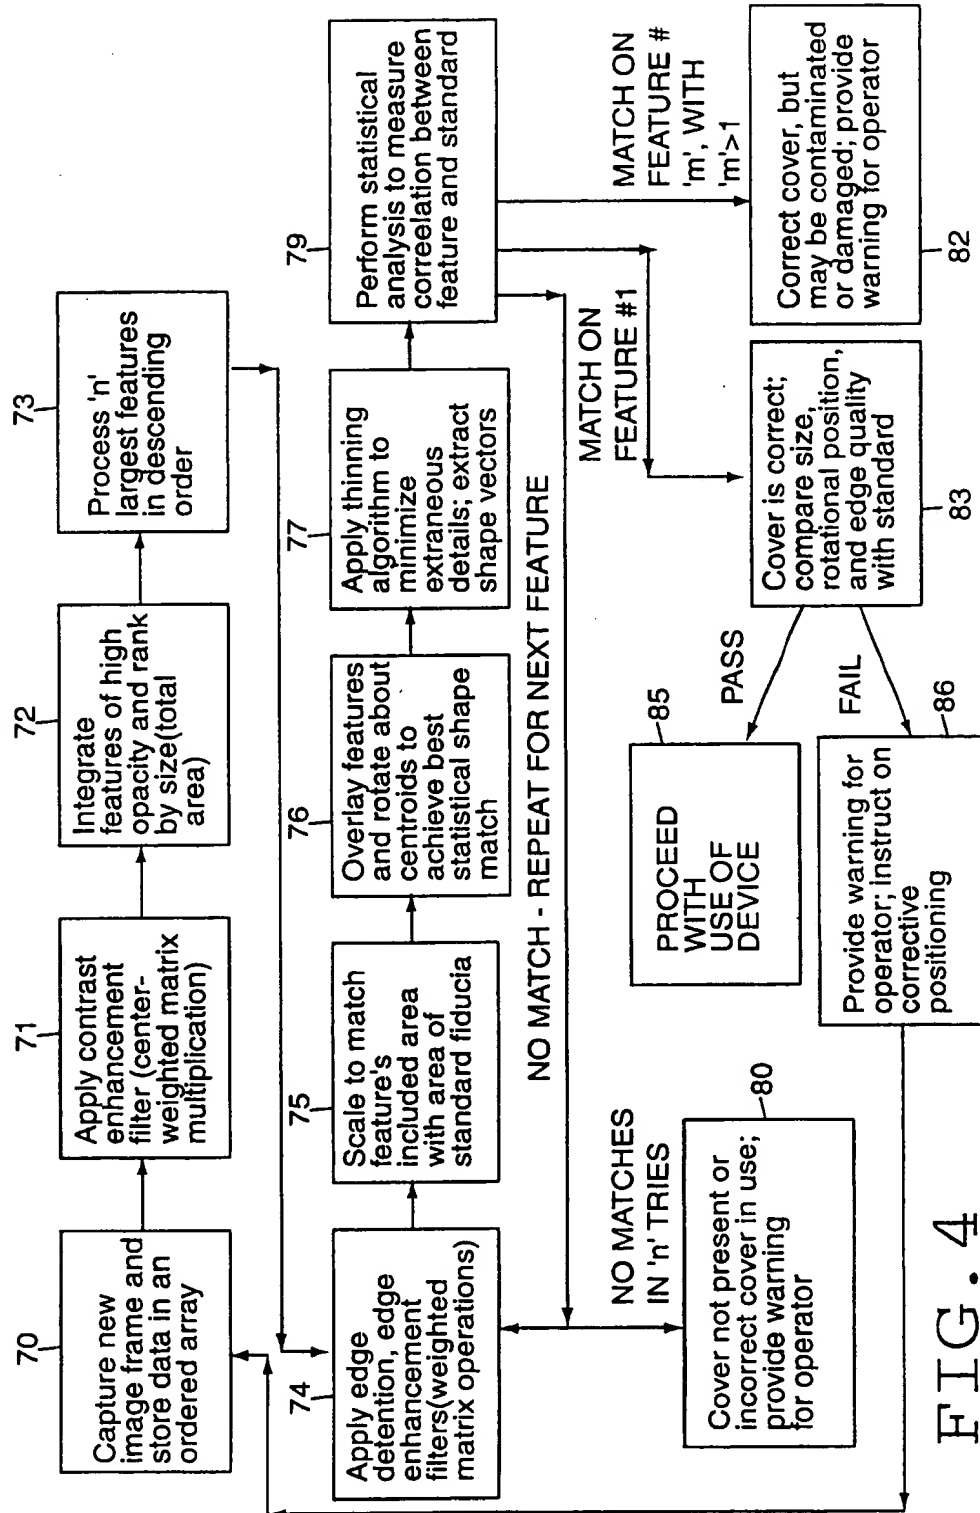 70
Capture new
image frame and
store data in an
ordered array
71
Apply contrast
enhancement
filter (center-
weighted matrix
multiplication)
72
Integrate
features of high
opacity and rank
by size(total
area)
73
Process 'n'
largest features
in descending
order
74
Apply edge
detention, edge
enhancement
filters(weighted
matrix operations)
75
Scale to match
feature's
included area
with area of
standard fiducia
76
Overlay features
and rotate about
centroids to
achieve best
statistical shape
match
77
Apply thinning
algorithm to
minimize
extraneous
details; extract
shape vectors
79
Perform statistical
analysis to measure
correelation between
feature and standard
NO MATCH - REPEAT FOR NEXT FEATURE
MATCH ON
FEATURE #1
MATCH ON
FEATURE #
'm', WITH
'm'>1
NO MATCHES
IN 'n' TRIES
80
Cover not present or
incorrect cover in use;
provide warning
for operator
85
PROCEED
WITH
USE OF
DEVICE
PASS
FAIL
Cover is correct;
compare size,
rotational position,
and edge quality
with standard
83
Correct cover, but
may be contaminated
or damaged; provide
warning for operator
82
86
Provide warning for
operator; instruct on
corrective
positioning
FIG. 4